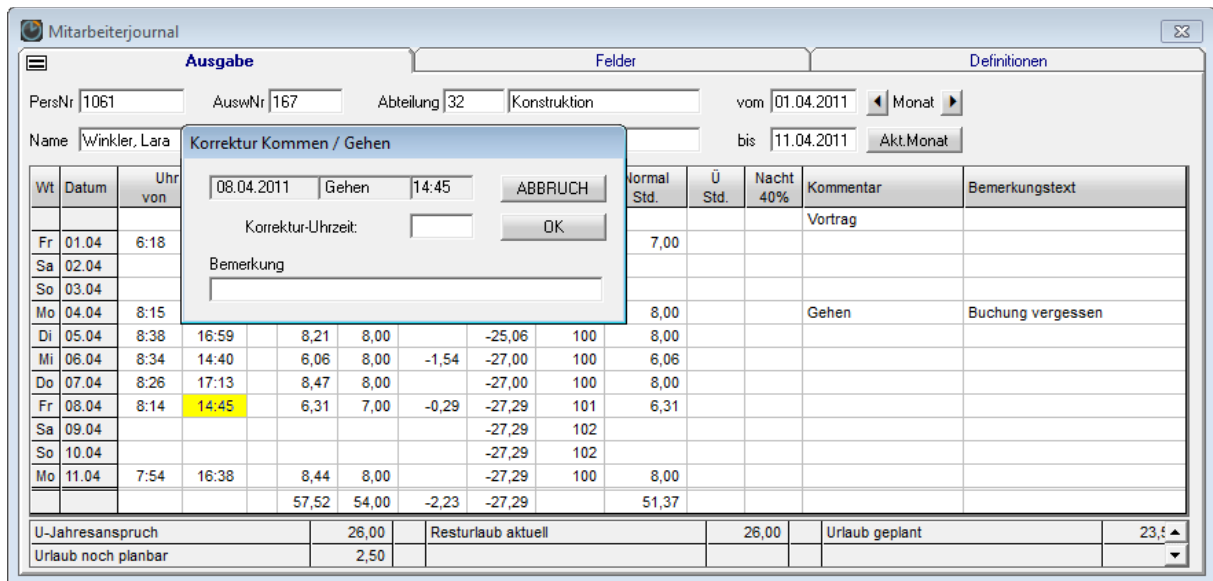 Mitarbeiterjournal
Ausgabe Felder Definitionen
PersNr 1061 AuswNr 167 Abteilung 32 Konstruktion vom 01.04.2011 Monat
Name Winkler, Lara bis 11.04.2011 Akt.Monat
Korrektur Kommen / Gehen
08.04.2011 Gehen 14:45 ABBRUCH
Korrektur-Uhrzeit: OK
Bemerkung
Wt Datum Uhr von Normal Std. Ü Std. Nacht 40% Kommentar Bemerkungstext
Vortrag
Fr 01.04 6:18 7,00
Sa 02.04
So 03.04
Mo 04.04 8:15 8,00 Gehen Buchung vergessen
Di 05.04 8:38 16:59 8,21 8,00 -25,06 100 8,00
Mi 06.04 8:34 14:40 6,06 8,00 -1,54 -27,00 100 6,06
Do 07.04 8:26 17:13 8,47 8,00 -27,00 100 8,00
Fr 08.04 8:14 14:45 6,31 7,00 -0,29 -27,29 101 6,31
Sa 09.04 -27,29 102
So 10.04 -27,29 102
Mo 11.04 7:54 16:38 8,44 8,00 -27,29 100 8,00
57,52 54,00 -2,23 -27,29 51,37
U-Jahresanspruch 26,00 Resturlaub aktuell 26,00 Urlaub geplant
Urlaub noch planbar 2,50